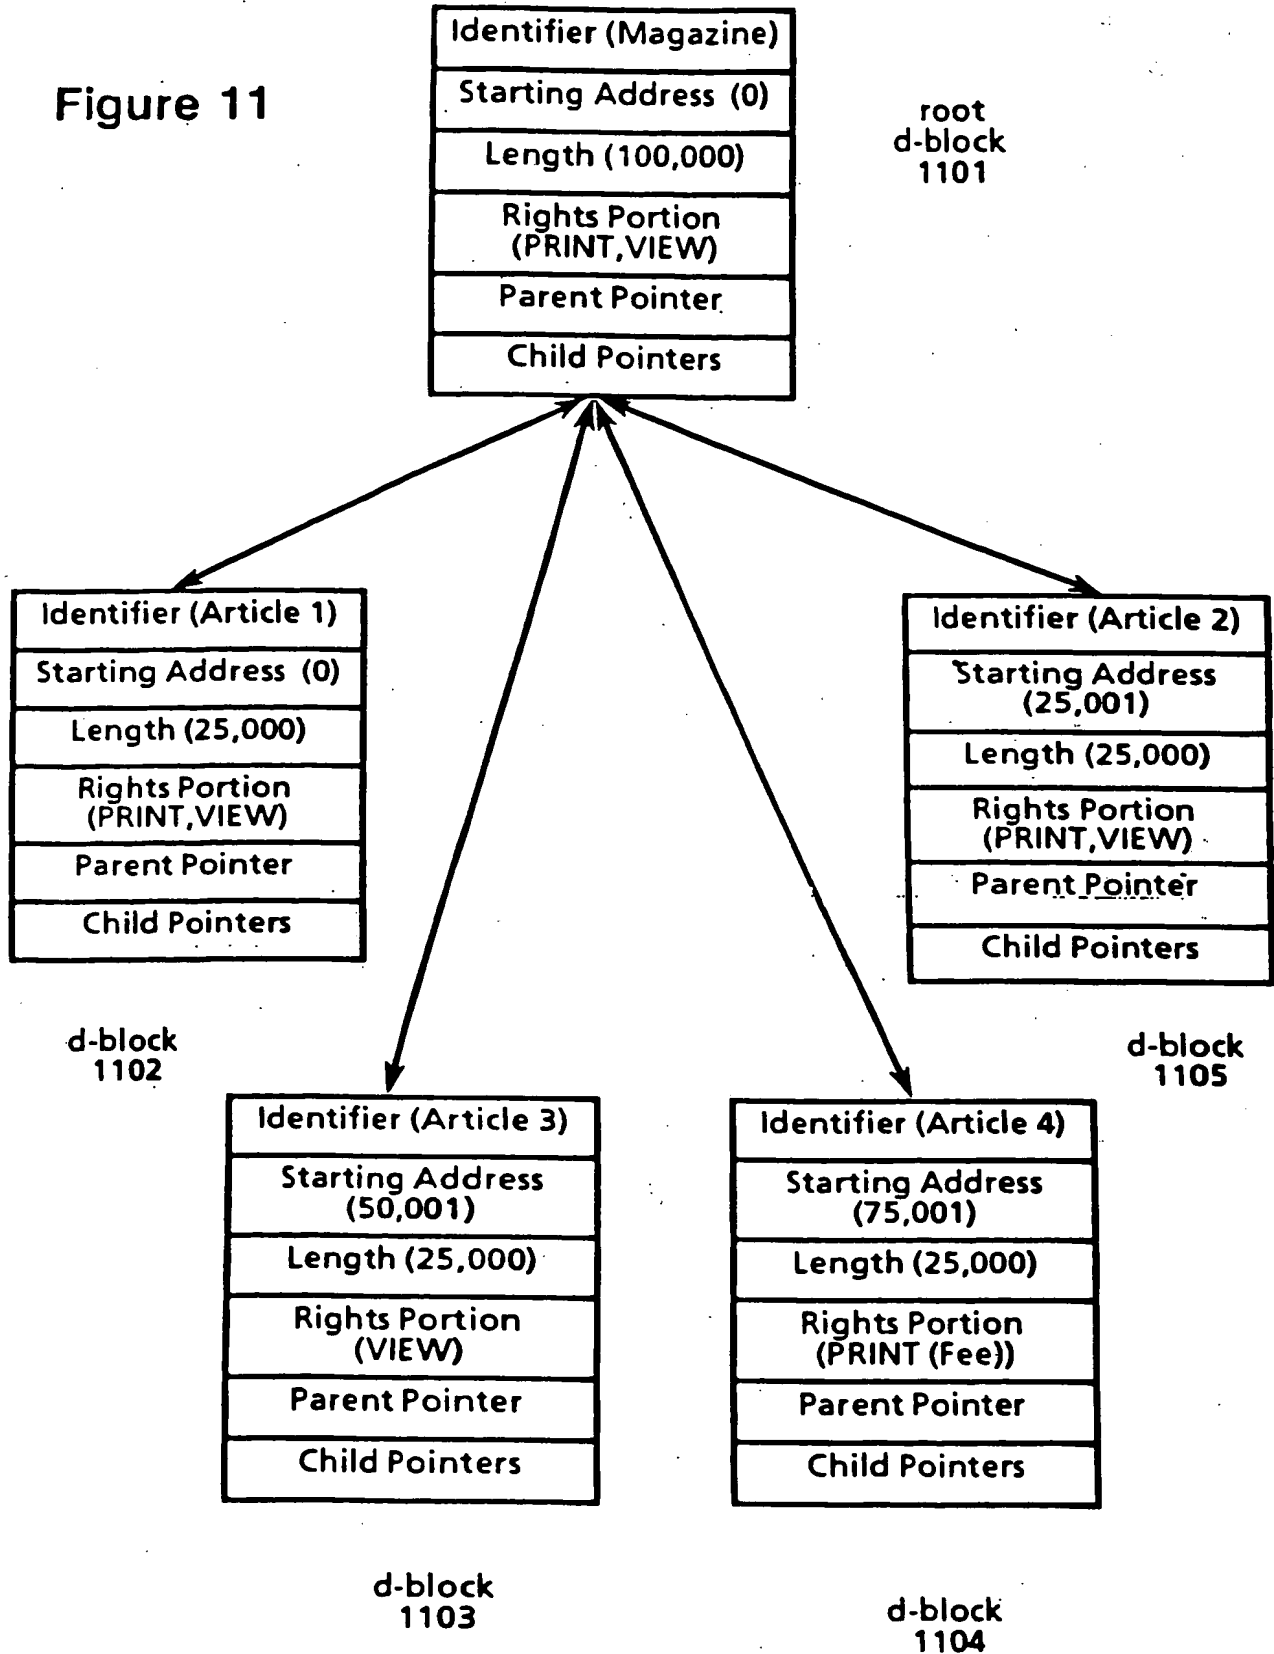 Figure 11
Identifier (Magazine)
Starting Address (0)
Length (100,000)
Rights Portion
(PRINT,VIEW)
Parent Pointer
Child Pointers
root
d-block
1101
Identifier (Article 1)
Starting Address (0)
Length (25,000)
Rights Portion
(PRINT,VIEW)
Parent Pointer
Child Pointers
d-block
1102
Identifier (Article 2)
Starting Address
(25,001)
Length (25,000)
Rights Portion
(PRINT,VIEW)
Parent Pointer
Child Pointers
d-block
1105
Identifier (Article 3)
Starting Address
(50,001)
Length (25,000)
Rights Portion
(VIEW)
Parent Pointer
Child Pointers
d-block
1103
Identifier (Article 4)
Starting Address
(75,001)
Length (25,000)
Rights Portion
(PRINT (Fee))
Parent Pointer
Child Pointers
d-block
1104